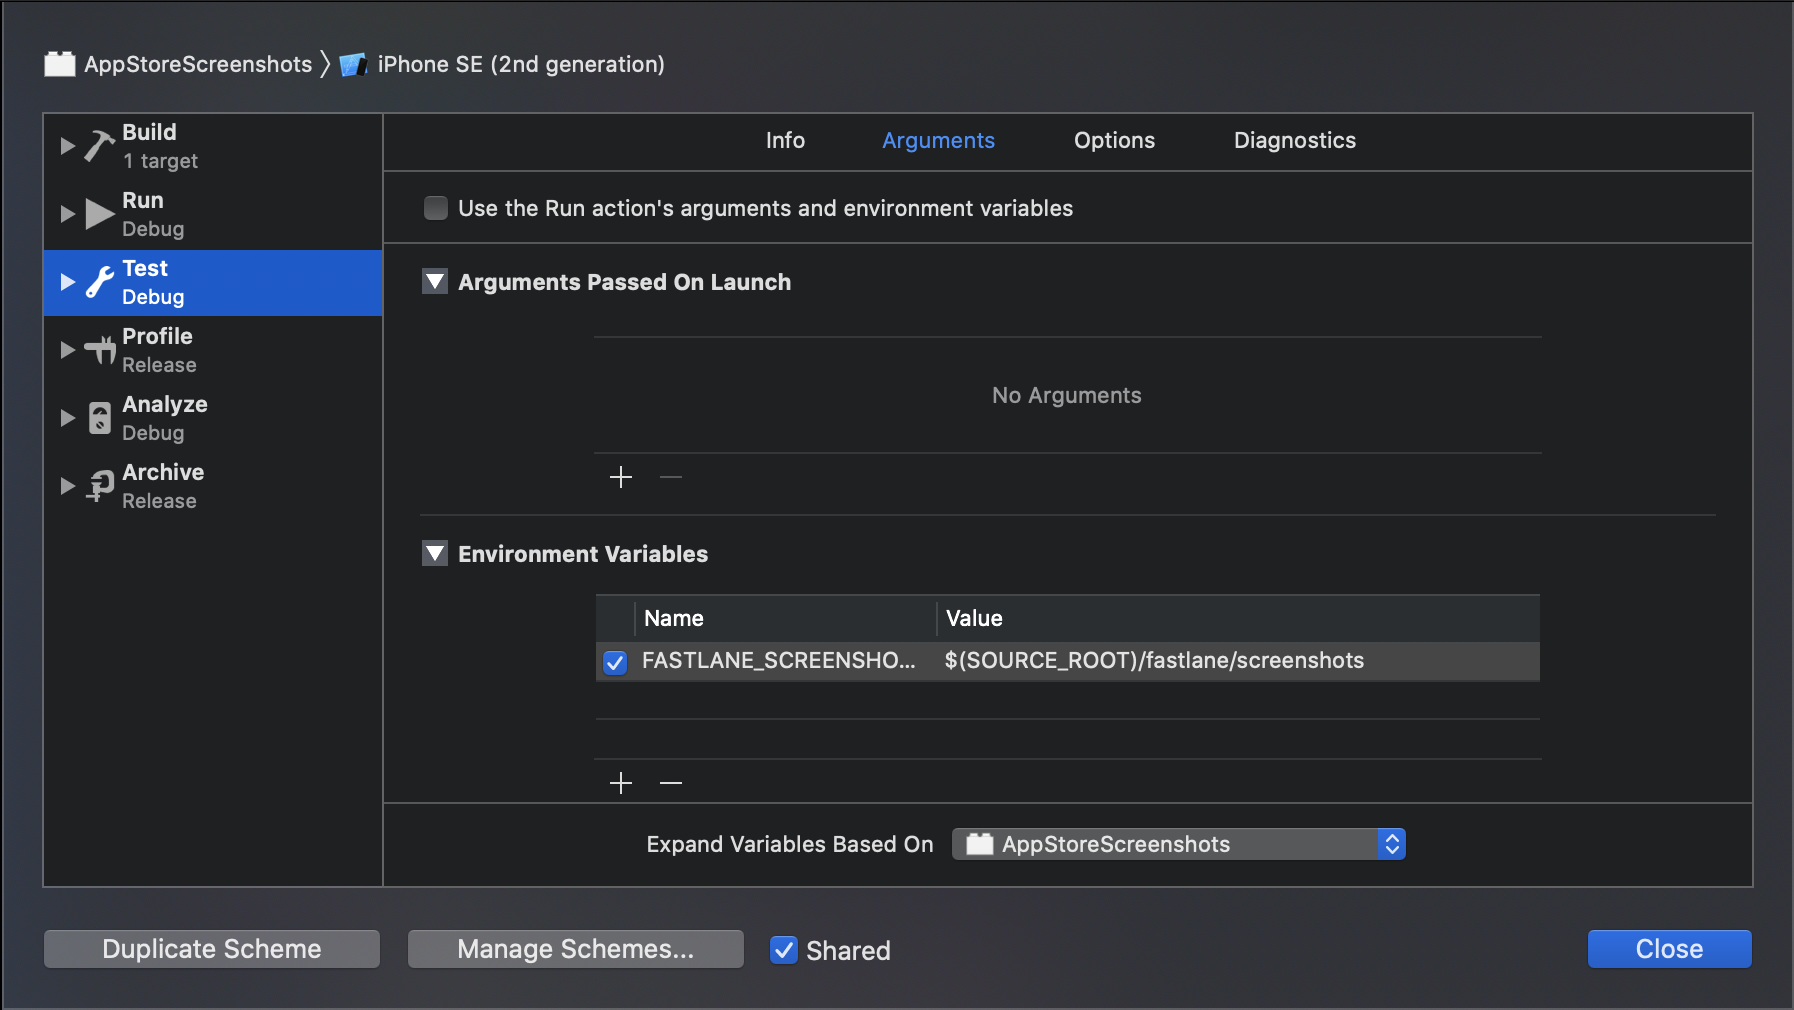 AppStoreScreenshots
iPhone SE (2nd generation)
Build
1 target
Run
Debug
Test
Debug
Profile
Release
Analyze
Debug
Archive
Release
Info
Arguments
Options
Diagnostics
Use the Run action's arguments and environment variables
Arguments Passed On Launch
No Arguments
Environment Variables
Name
Value
FASTLANE_SCREENSHO...
$(SOURCE_ROOT)/fastlane/screenshots
Expand Variables Based On
AppStoreScreenshots
Duplicate Scheme
Manage Schemes...
Shared
Close